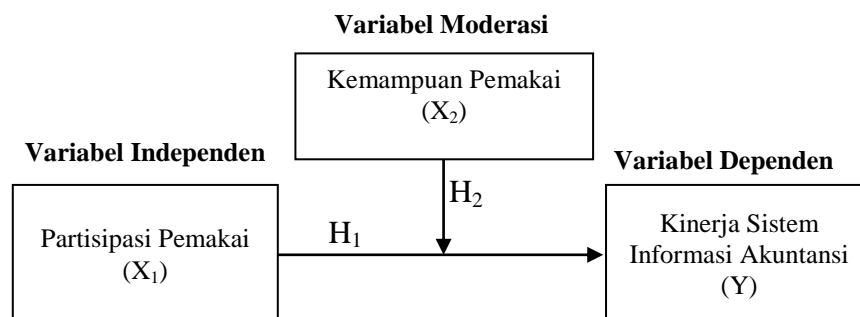 Variabel Moderasi
Kemampuan Pemakai
(X₂)
Variabel Independen
Variabel Dependen
H₂
Partisipasi Pemakai
(X₁)
H₁
Kinerja Sistem
Informasi Akuntansi
(Y)